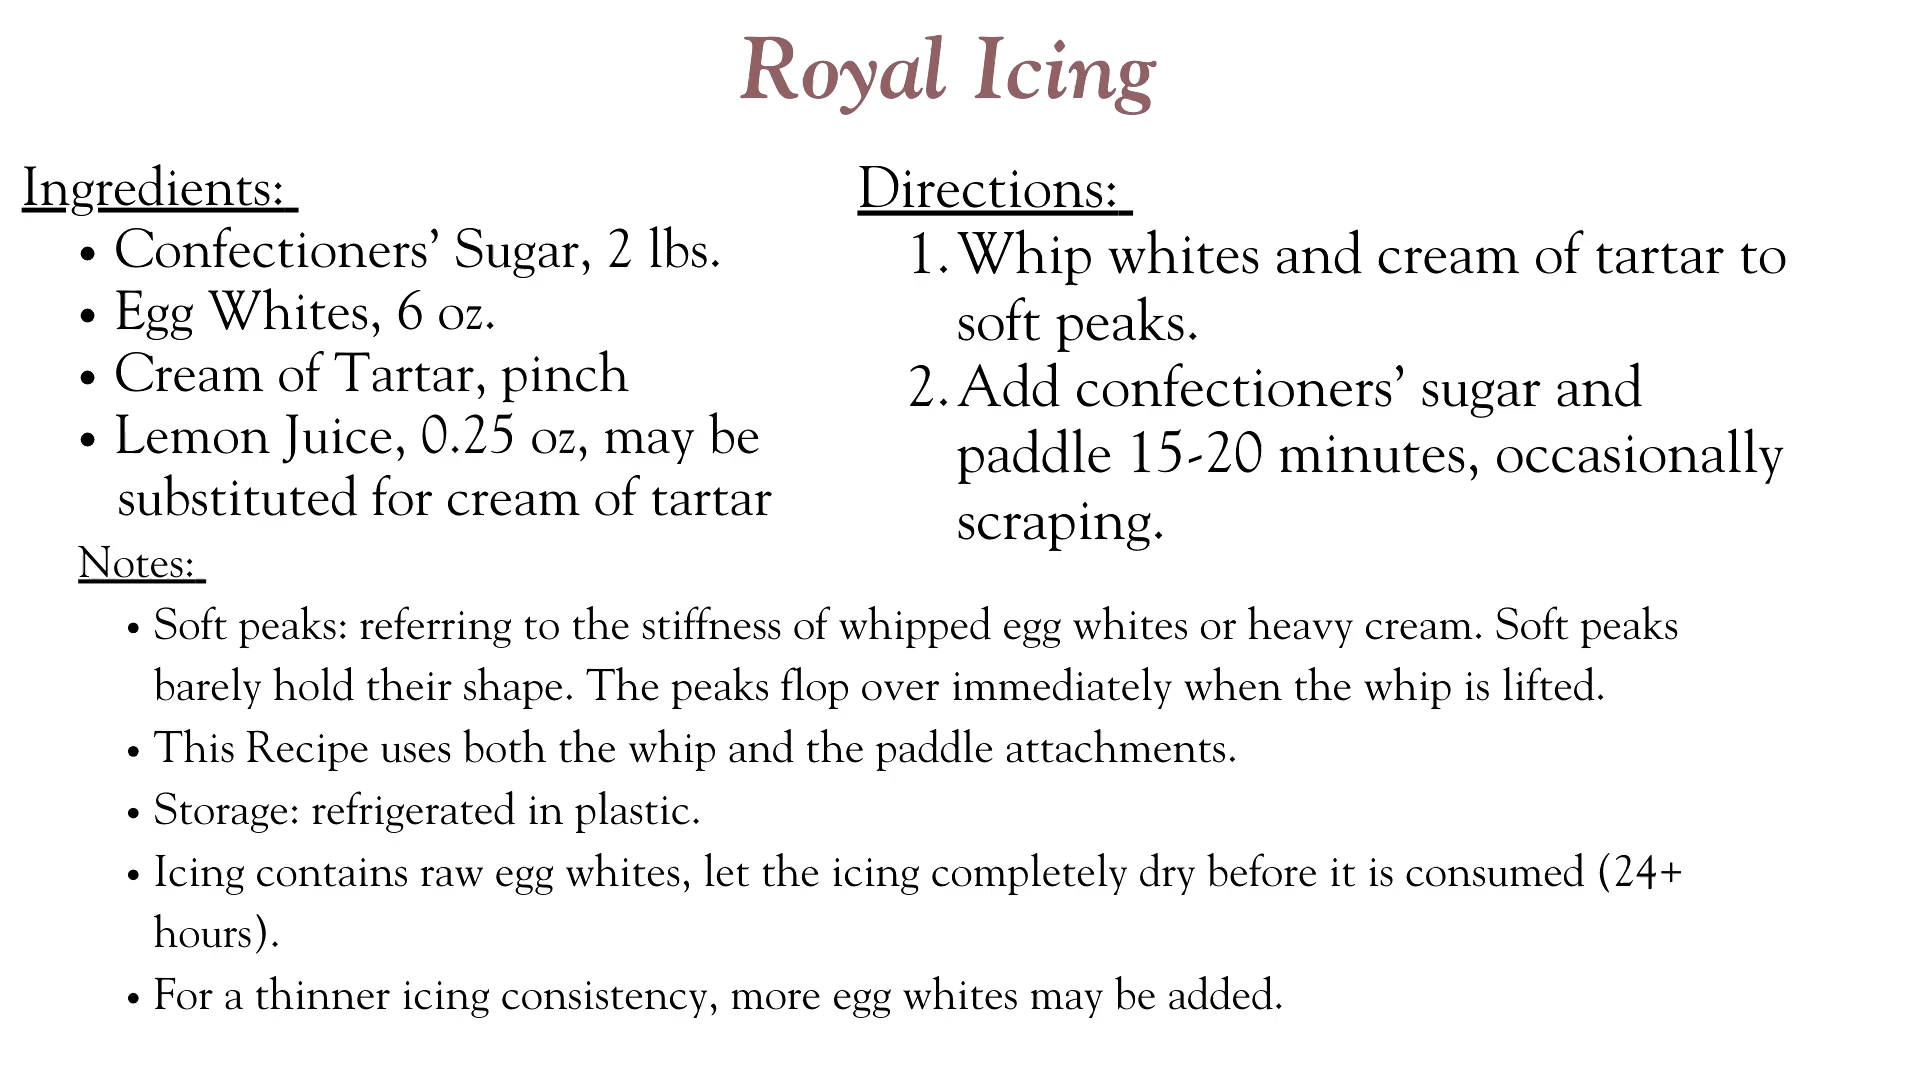 Royal Icing
Ingredients:
• Confectioners’ Sugar, 2 lbs.
• Egg Whites, 6 oz.
• Cream of Tartar, pinch
• Lemon Juice, 0.25 oz, may be
substituted for cream of tartar
Directions:
1. Whip whites and cream of tartar to
soft peaks.
2. Add confectioners’ sugar and
paddle 15-20 minutes, occasionally
scraping.
Notes:
• Soft peaks: referring to the stiffness of whipped egg whites or heavy cream. Soft peaks
barely hold their shape. The peaks flop over immediately when the whip is lifted.
• This Recipe uses both the whip and the paddle attachments.
• Storage: refrigerated in plastic.
• Icing contains raw egg whites, let the icing completely dry before it is consumed (24+
hours).
• For a thinner icing consistency, more egg whites may be added.